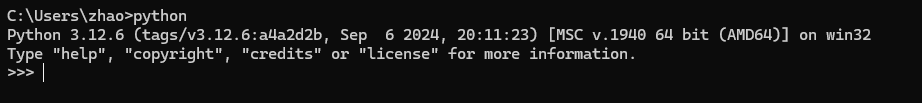 C:\Users\zhao>python
Python 3.12.6 (tags/v3.12.6:a4a2d2b, Sep  6 2024, 20:11:23) [MSC v.1940 64 bit (AMD64)] on win32
Type "help", "copyright", "credits" or "license" for more information.
>>>